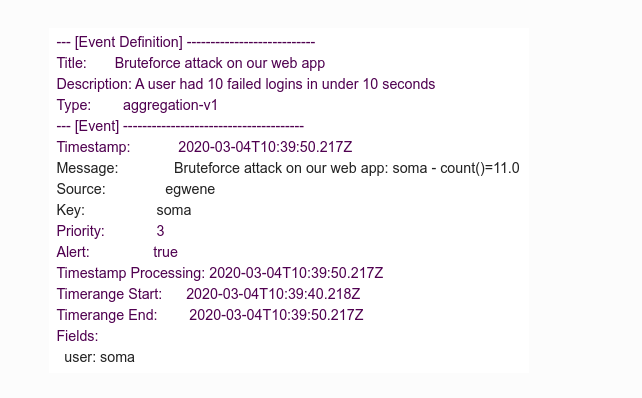 --- [Event Definition] ---------------------------
Title:       Bruteforce attack on our web app
Description: A user had 10 failed logins in under 10 seconds
Type:        aggregation-v1
--- [Event] --------------------------------------
Timestamp:            2020-03-04T10:39:50.217Z
Message:              Bruteforce attack on our web app: soma - count()=11.0
Source:               egwene
Key:                  soma
Priority:             3
Alert:                true
Timestamp Processing: 2020-03-04T10:39:50.217Z
Timerange Start:      2020-03-04T10:39:40.218Z
Timerange End:        2020-03-04T10:39:50.217Z
Fields:
  user: soma